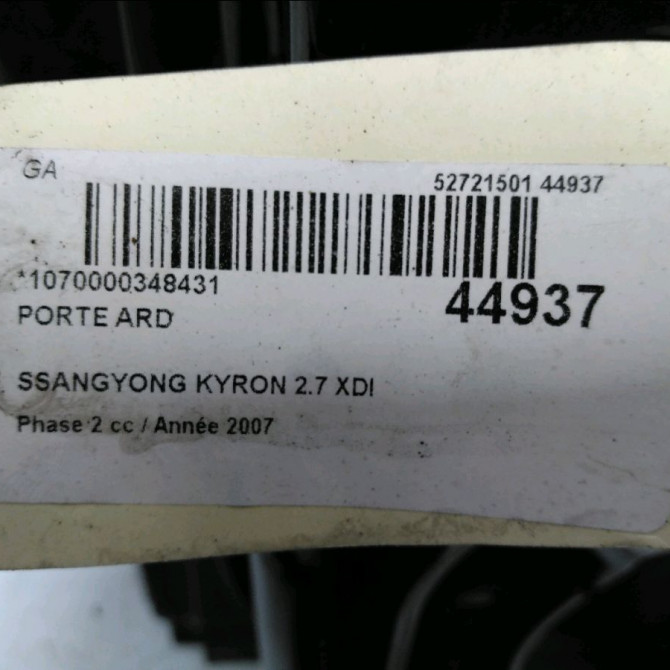 GA
52721501 44937
*1070000348431
44937
PORTE ARD
SSANGYONG KYRON 2.7 XDI
Phase 2 cc / Année 2007